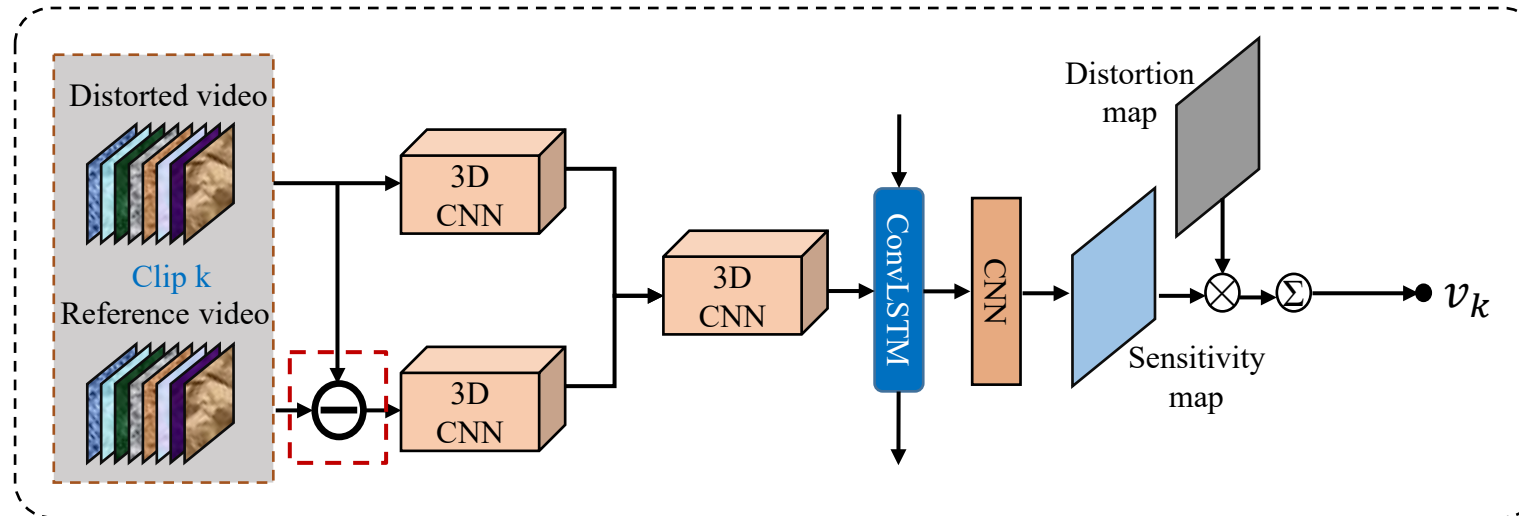 Distorted video
Clip k
Reference video
3D
CNN
3D
CNN
3D
CNN
ConvLSTM
CNN
Distortion
map
Sensitivity
map
Σ
v_k